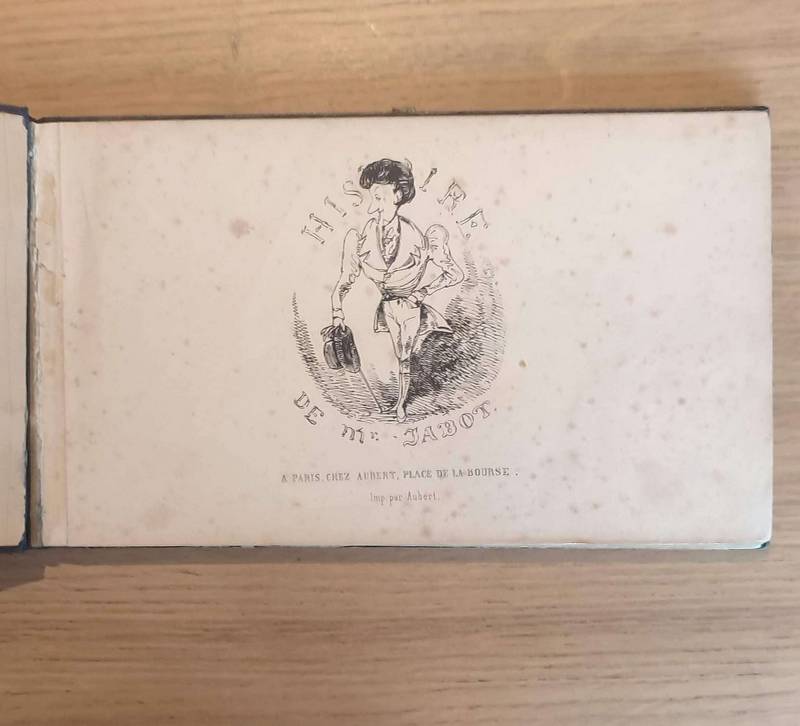 HISTOIRE
DE Mr. JABOT.
A PARIS, CHEZ AUBERT, PLACE DE LA BOURSE.
Imp. par Aubert.